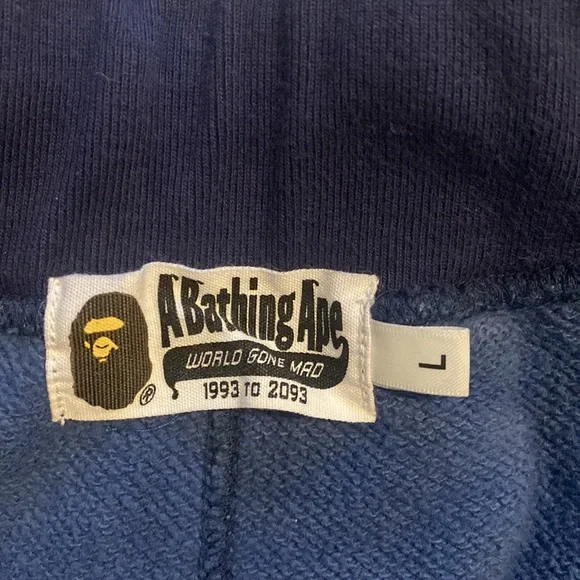 A Bathing Ape
WORLD GONE MAD
1993 TO 2093
®
L